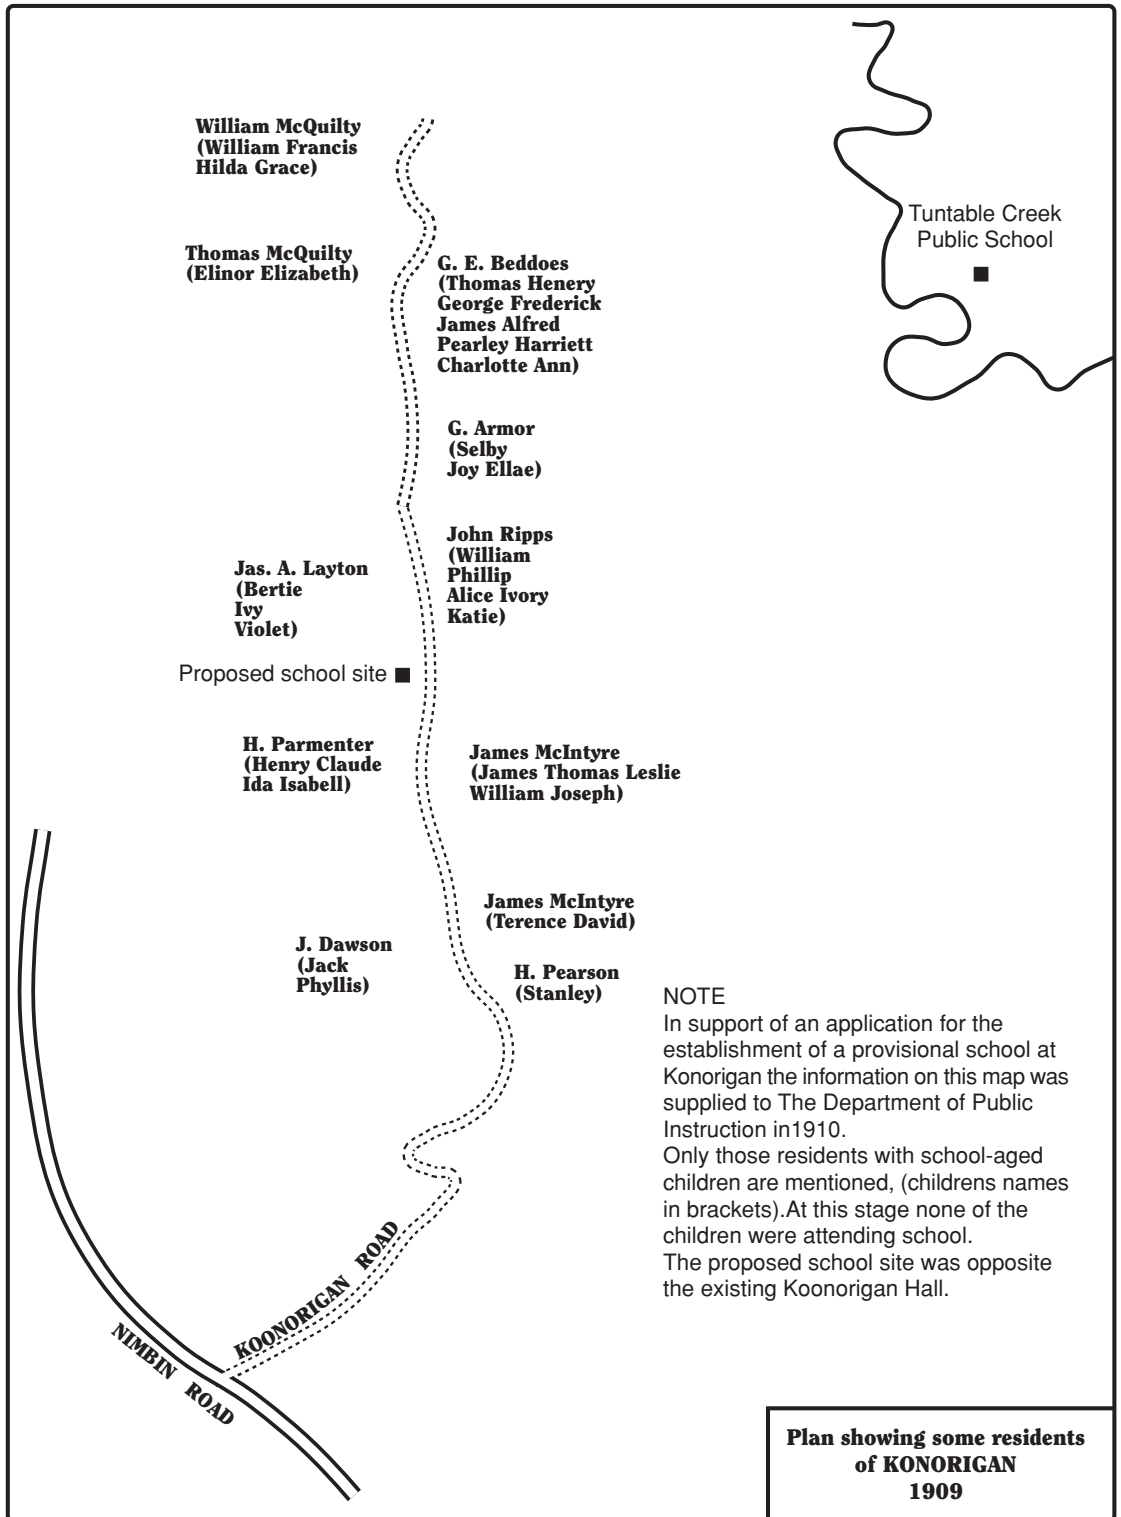 William McQuilty
(William Francis
Hilda Grace)
Tuntable Creek
Public School
Thomas McQuilty
(Elinor Elizabeth)
G. E. Beddoes
(Thomas Henery
George Frederick
James Alfred
Pearley Harriett
Charlotte Ann)
G. Armor
(Selby
Joy Ellae)
John Ripps
(William
Phillip
Alice Ivory
Katie)
Jas. A. Layton
(Bertie
Ivy
Violet)
Proposed school site
H. Parmenter
(Henry Claude
Ida Isabell)
James McIntyre
(James Thomas Leslie
William Joseph)
James McIntyre
(Terence David)
J. Dawson
(Jack
Phyllis)
H. Pearson
(Stanley)
NOTE
In support of an application for the
establishment of a provisional school at
Konorigan the information on this map was
supplied to The Department of Public
Instruction in1910.
Only those residents with school-aged
children are mentioned, (childrens names
in brackets).At this stage none of the
children were attending school.
The proposed school site was opposite
the existing Koonorigan Hall.
KOONORIGAN ROAD
NIMBIN ROAD
Plan showing some residents
of KONORIGAN
1909